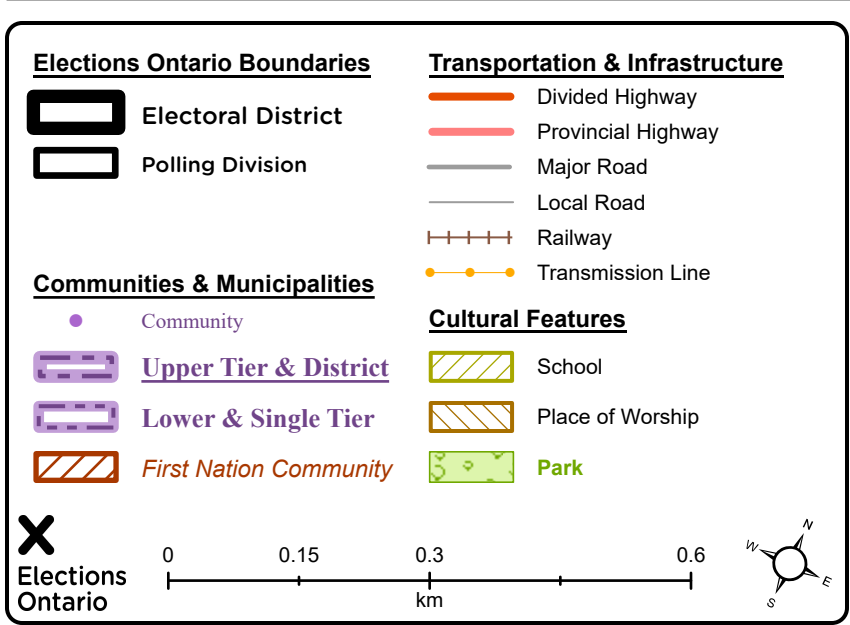 Elections Ontario Boundaries
Electoral District
Polling Division
Communities & Municipalities
Community
Upper Tier & District
Lower & Single Tier
First Nation Community
Transportation & Infrastructure
Divided Highway
Provincial Highway
Major Road
Local Road
Railway
Transmission Line
Cultural Features
School
Place of Worship
Park
Elections
Ontario
0 0.15 0.3 0.6
km
N
W
E
S